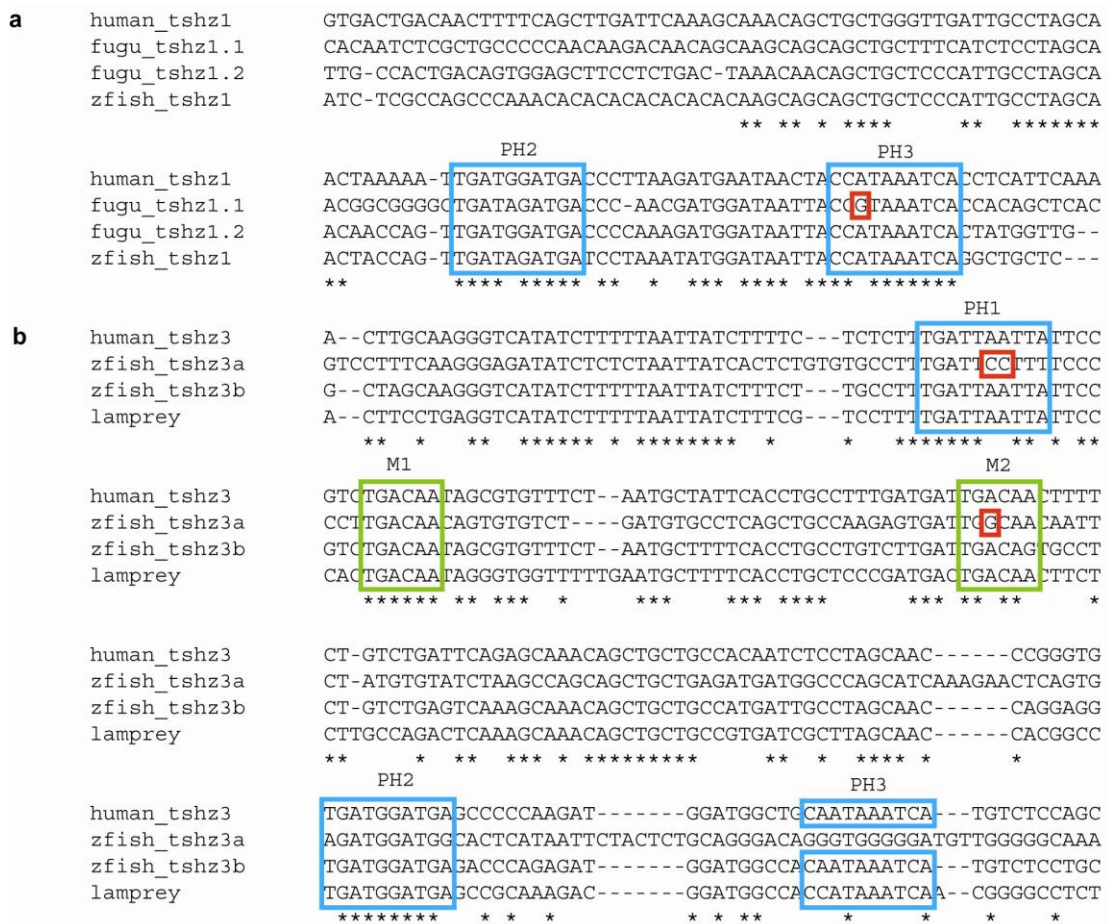 a
human_tshz1 GTGACTGACAACTTTTCAGCTTGATTCAAAGCAAACAGCTGCTGGGTTGATTGCCTAGCA
fugu_tshz1.1 CACAATCTCGCTGCCCCCAACAAGACAACAGCAAGCAGCAGCTGCTTTCATCTCCTAGCA
fugu_tshz1.2 TTG-CCACTGACAGTGGAGCTTCCTCTGAC-TAAACAACAGCTGCTCCCATTGCCTAGCA
zfish_tshz1 ATC-TCGCCAGCCCAAACACACACACACACACAAGCAGCAGCTGCTCCCATTGCCTAGCA
** ** * **** ** *******
PH2 PH3
human_tshz1 ACTAAAAA-TTGATGGATGACCCTTAAGATGAATAACTACCATAAATCACCTCATTCAAA
fugu_tshz1.1 ACGGCGGGGCTGATAGATGACCC-AACGATGGATAATTACCGTAAATCACCACAGCTCAC
fugu_tshz1.2 ACAACCAG-TTGATGGATGACCCCAAAGATGGATAATTACCATAAATCACTATGGTTG--
zfish_tshz1 ACTACCAG-TTGATAGATGATCCTAAATATGGATAATTACCATAAATCAGGCTGCTC---
** **** ***** ** * *** **** **** *******
b
PH1
human_tshz3 A--CTTGCAAGGGTCATATCTTTTTAATTATCTTTTC---TCTCTTTGATTAATTATTCC
zfish_tshz3a GTCCTTTCAAGGGAGATATCTCTCTAATTATCACTCTGTGTGCCTTTGATTCCTTTTCCC
zfish_tshz3b G--CTAGCAAGGGTCATATCTTTTTAATTATCTTTCT---TGCCTTTGATTAATTATTCC
lamprey A--CTTCCTGAGGTCATATCTTTTTAATTATCTTTCG---TCCTTTTGATTAATTATTCC
** * ** ****** * ******** * * ******* ** * **
M1 M2
human_tshz3 GTCTGACAATAGCGTGTTTCT--AATGCTATTCACCTGCCTTTGATGATTGACAACTTTT
zfish_tshz3a CCTTGACAACAGTGTGTCT----GATGTGCCTCAGCTGCCAAGAGTGATTGGCAACAATT
zfish_tshz3b GTCTGACAATAGCGTGTTTCT--AATGCTTTTCACCTGCCTGTCTTGATTGACAGTGCCT
lamprey CACTGACAATAGGGTGGTTTTTGAATGCTTTTCACCTGCTCCCGATGACTGACAACTTCT
****** ** *** * *** *** **** *** ** ** *
human_tshz3 CT-GTCTGATTCAGAGCAAACAGCTGCTGCCACAATCTCCTAGCAAC------CCGGGTG
zfish_tshz3a CT-ATGTGTATCTAAGCCAGCAGCTGCTGAGATGATGGCCCAGCATCAAAGAACTCAGTG
zfish_tshz3b CT-GTCTGAGTCAAAGCAAACAGCTGCTGCCATGATTGCCTAGCAAC------CAGGAGG
lamprey CTTGCCAGACTCAAAGCAAACAGCTGCTGCCGTGATCGCTTAGCAAC------CACGGCC
** * ** *** * ********* ** * **** * *
PH2 PH3
human_tshz3 TGATGGATGAGCCCCCAAGAT-------GGATGGCTGCAATAAATCA---TGTCTCCAGC
zfish_tshz3a AGATGGATGGCACTCATAATTCTACTCTGCAGGGACAGGGTGGGGGATGTTGGGGGCAAA
zfish_tshz3b TGATGGATGAGACCCAGAGAT-------GGATGGCCACAATAAATCA---TGTCTCCTGC
lamprey TGATGGATGAGCCGCAAAGAC-------GGATGGCCACCATAAATCAA--CGGGGCCTCT
******** * * * * * ** * * * *